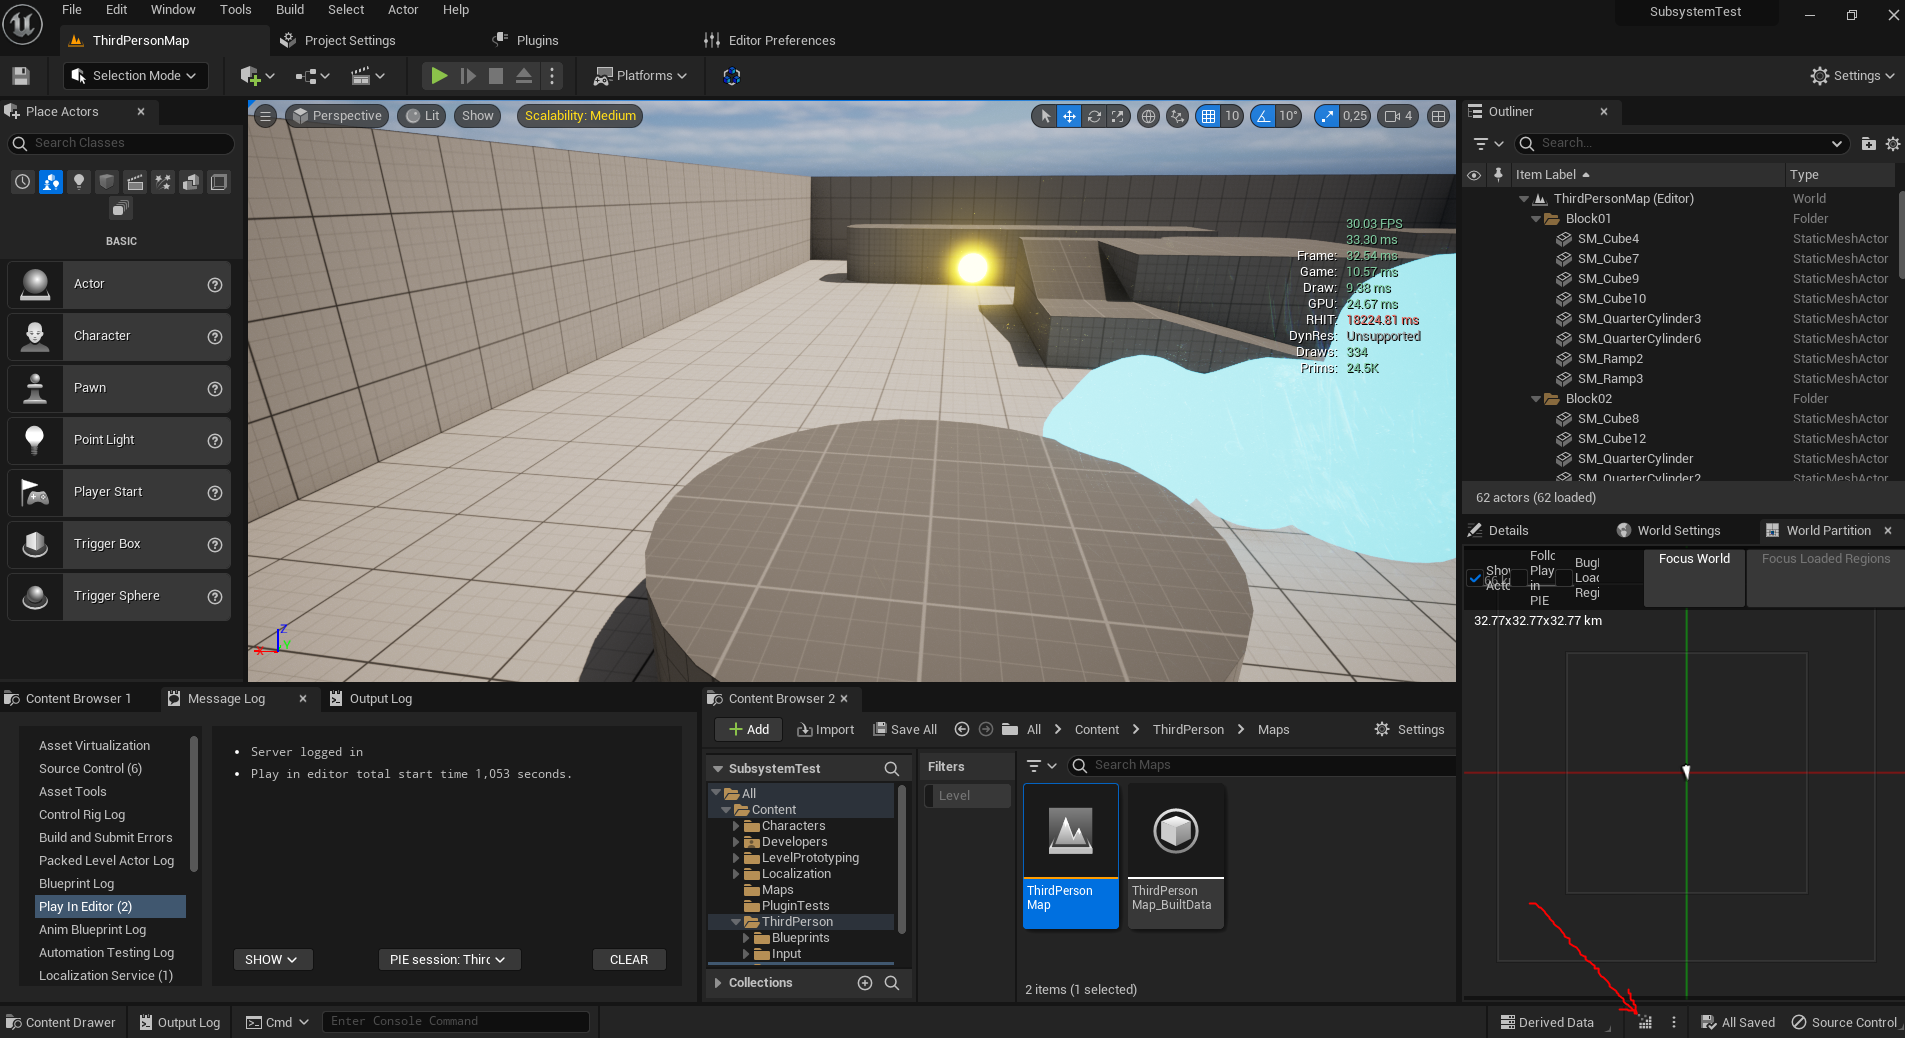 File Edit Window Tools Build Select Actor Help
SubsystemTest
ThirdPersonMap
Project Settings
Plugins
Editor Preferences
Selection Mode
Platforms
Settings
Place Actors
Search Classes
BASIC
Actor
Character
Pawn
Point Light
Player Start
Trigger Box
Trigger Sphere
Perspective
Lit
Show
Scalability: Medium
10
10°
0,25
4
30.03 FPS
33.30 ms
Frame: 32.54 ms
Game: 10.57 ms
Draw: 9.38 ms
GPU: 24.67 ms
RHIT: 18224.81 ms
DynRes: Unsupported
Draws: 334
Prims: 24.5K
Z
X
Y
Outliner
Search...
Item Label Type
ThirdPersonMap (Editor) World
Block01 Folder
SM_Cube4 StaticMeshActor
SM_Cube7 StaticMeshActor
SM_Cube9 StaticMeshActor
SM_Cube10 StaticMeshActor
SM_QuarterCylinder3 StaticMeshActor
SM_QuarterCylinder6 StaticMeshActor
SM_Ramp2 StaticMeshActor
SM_Ramp3 StaticMeshActor
Block02 Folder
SM_Cube8 StaticMeshActor
SM_Cube12 StaticMeshActor
SM_QuarterCylinder StaticMeshActor
SM_QuarterCylinder2 StaticMeshActor
62 actors (62 loaded)
Details
World Settings
World Partition
Play
in
PIE
Focus World
Focus Loaded Regions
32.77x32.77x32.77 km
Content Browser 1
Message Log
Output Log
Asset Virtualization
Source Control (6)
Asset Tools
Control Rig Log
Build and Submit Errors
Packed Level Actor Log
Blueprint Log
Play In Editor (2)
Anim Blueprint Log
Automation Testing Log
Localization Service (1)
Server logged in
Play in editor total start time 1,053 seconds.
SHOW
PIE session: Thirc
CLEAR
Content Browser 2
Add
Import
Save All
All
Content
ThirdPerson
Maps
Settings
SubsystemTest
All
Content
Characters
Developers
LevelPrototyping
Localization
Maps
PluginTests
ThirdPerson
Blueprints
Input
Collections
Filters
Level
Search Maps
ThirdPerson
Map
ThirdPerson
Map_BuiltData
2 items (1 selected)
Content Drawer
Output Log
Cmd
Enter Console Command
Derived Data
All Saved
Source Control